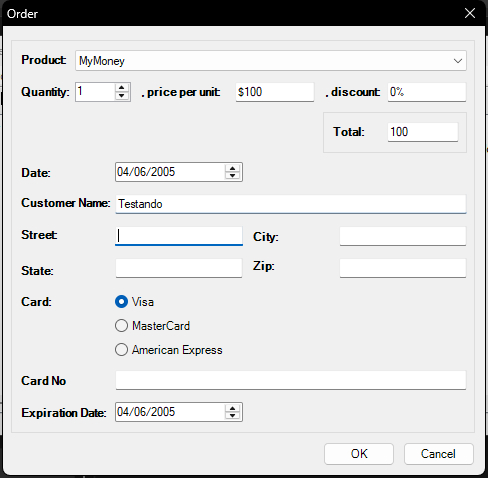 Order
Product: MyMoney
Quantity: 1 , price per unit: $100 , discount: 0%
Total: 100
Date: 04/06/2005
Customer Name: Testando
Street: City:
State: Zip:
Card: Visa
MasterCard
American Express
Card No
Expiration Date: 04/06/2005
OK Cancel